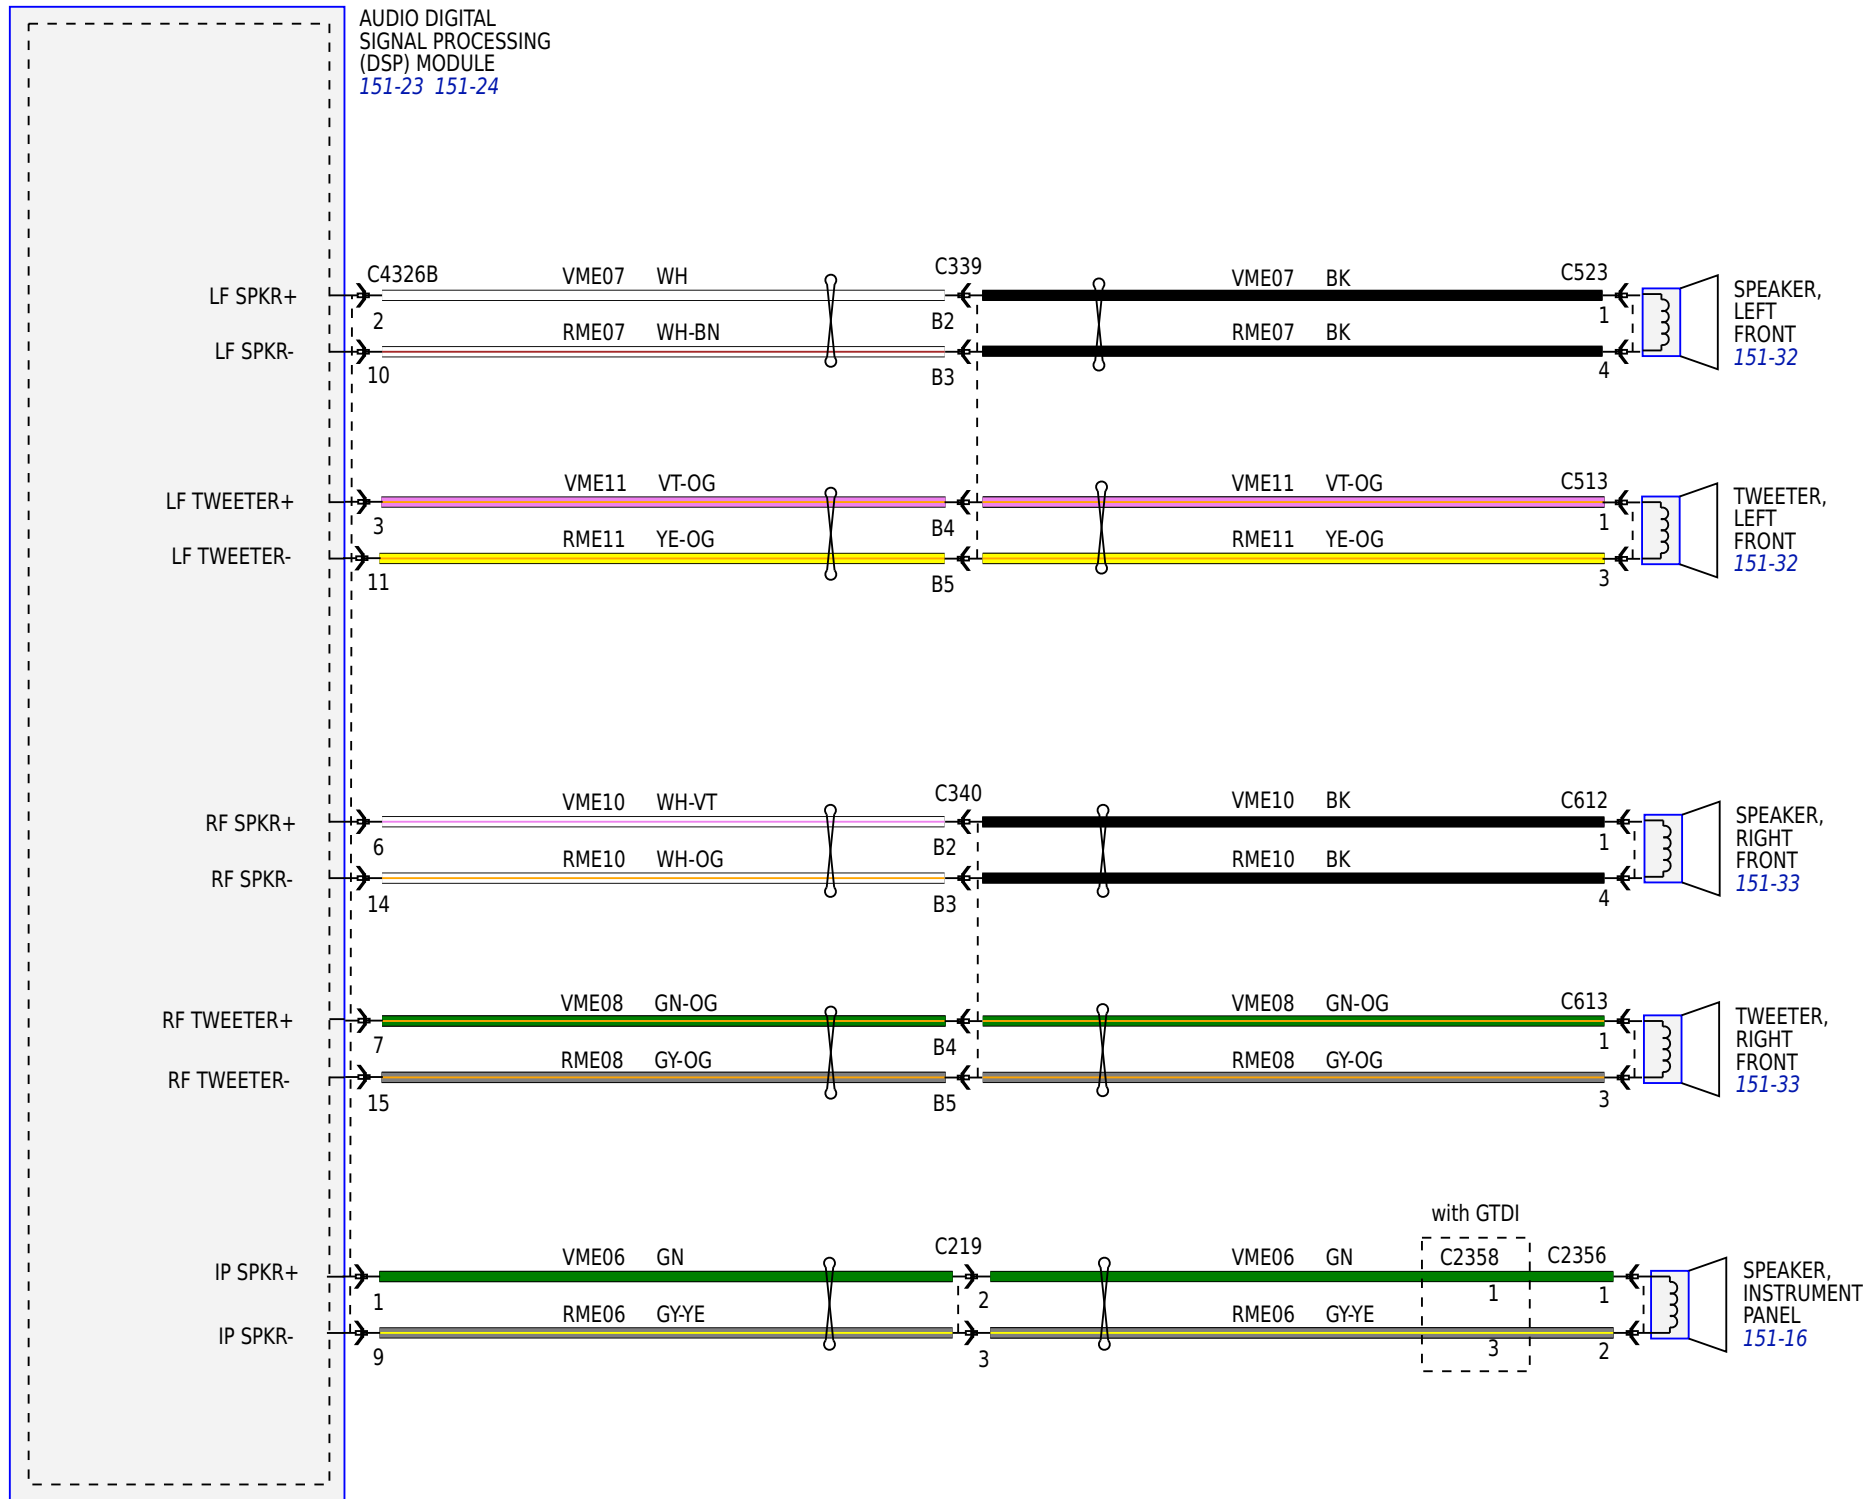 AUDIO DIGITAL
SIGNAL PROCESSING
(DSP) MODULE
151-23 151-24
LF SPKR+
C4326B
2
VME07 WH
C339
B2
VME07 BK
C523
1
SPEAKER,
LEFT
FRONT
151-32
LF SPKR-
10
RME07 WH-BN
B3
RME07 BK
4
LF TWEETER+
3
VME11 VT-OG
B4
VME11 VT-OG
C513
1
TWEETER,
LEFT
FRONT
151-32
LF TWEETER-
11
RME11 YE-OG
B5
RME11 YE-OG
3
RF SPKR+
6
VME10 WH-VT
C340
B2
VME10 BK
C612
1
SPEAKER,
RIGHT
FRONT
151-33
RF SPKR-
14
RME10 WH-OG
B3
RME10 BK
4
RF TWEETER+
7
VME08 GN-OG
B4
VME08 GN-OG
C613
1
TWEETER,
RIGHT
FRONT
151-33
RF TWEETER-
15
RME08 GY-OG
B5
RME08 GY-OG
3
with GTDI
IP SPKR+
1
VME06 GN
C219
2
VME06 GN
C2358
1
C2356
1
SPEAKER,
INSTRUMENT
PANEL
151-16
IP SPKR-
9
RME06 GY-YE
3
RME06 GY-YE
3
2